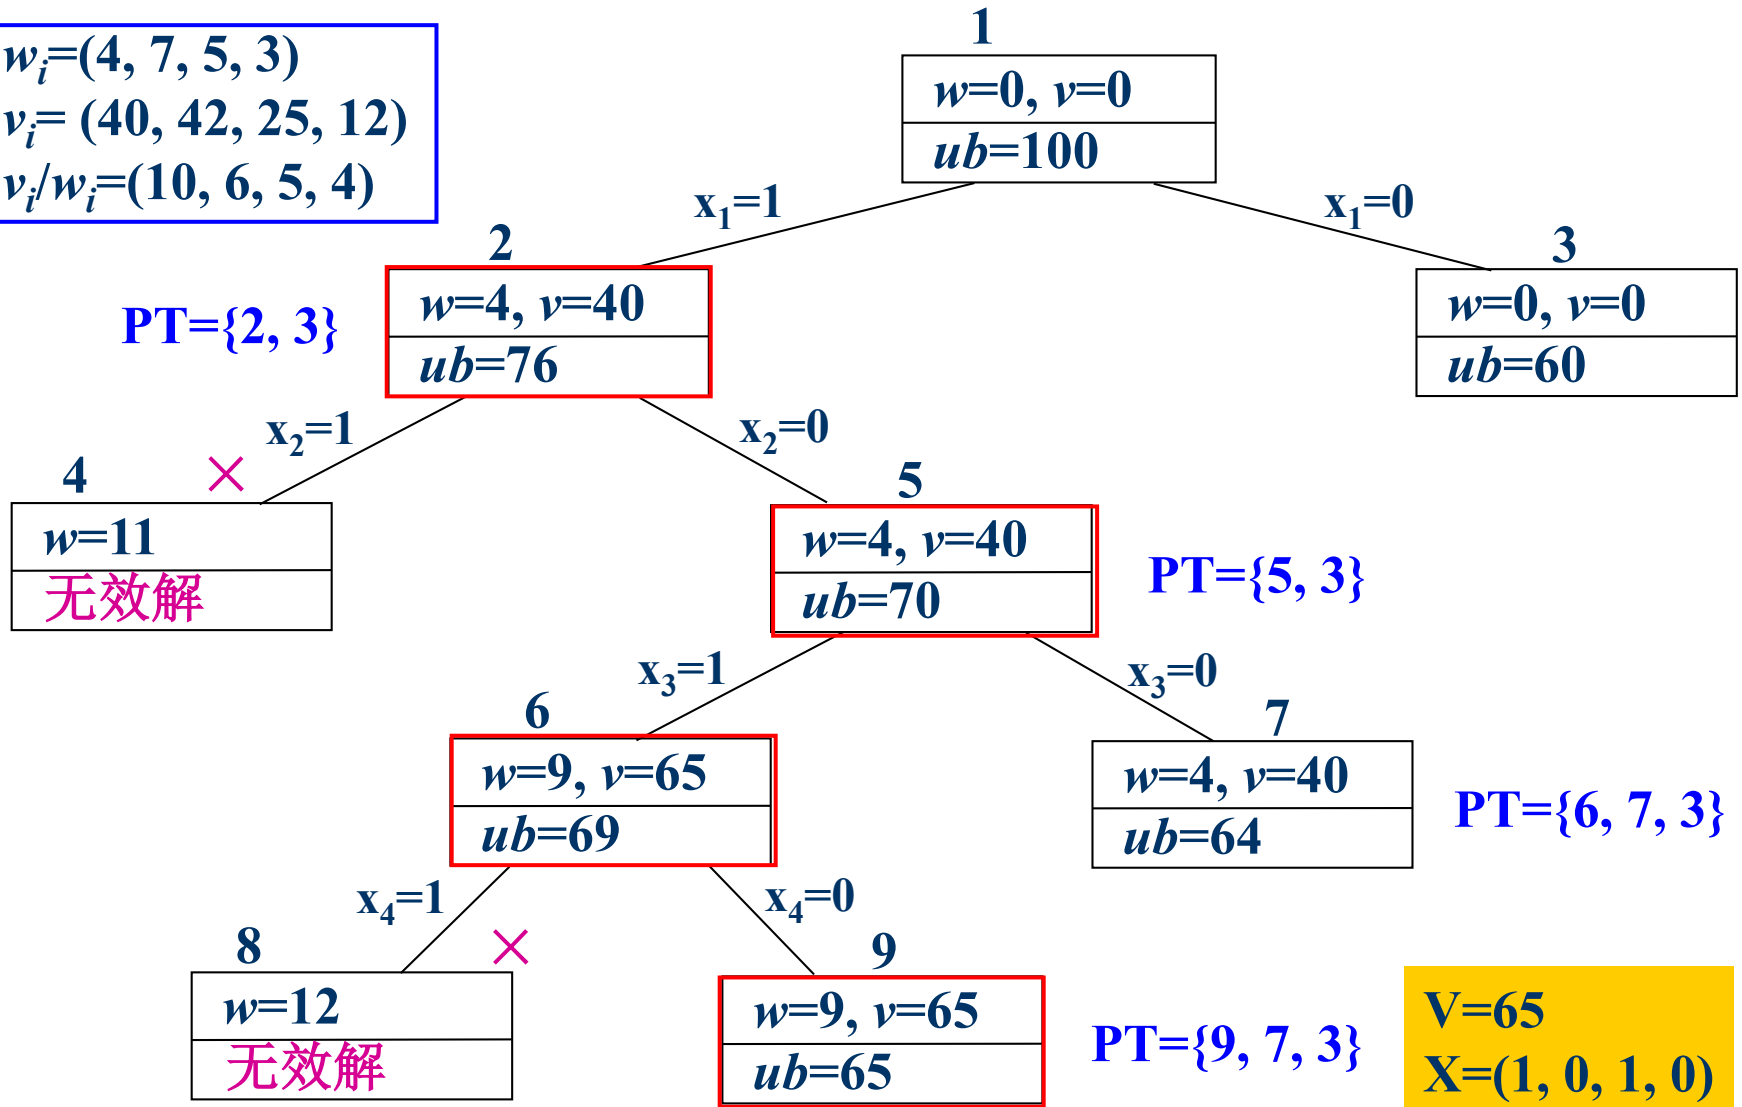 wi=(4, 7, 5, 3)
vi= (40, 42, 25, 12)
vi/wi=(10, 6, 5, 4)
1
w=0, v=0
ub=100
x1=1
x1=0
2
w=4, v=40
ub=76
PT={2, 3}
3
w=0, v=0
ub=60
x2=1
x2=0
4
×
w=11
无效解
5
w=4, v=40
ub=70
PT={5, 3}
x3=1
x3=0
6
w=9, v=65
ub=69
7
w=4, v=40
ub=64
PT={6, 7, 3}
x4=1
x4=0
8
×
w=12
无效解
9
w=9, v=65
ub=65
PT={9, 7, 3}
V=65
X=(1, 0, 1, 0)